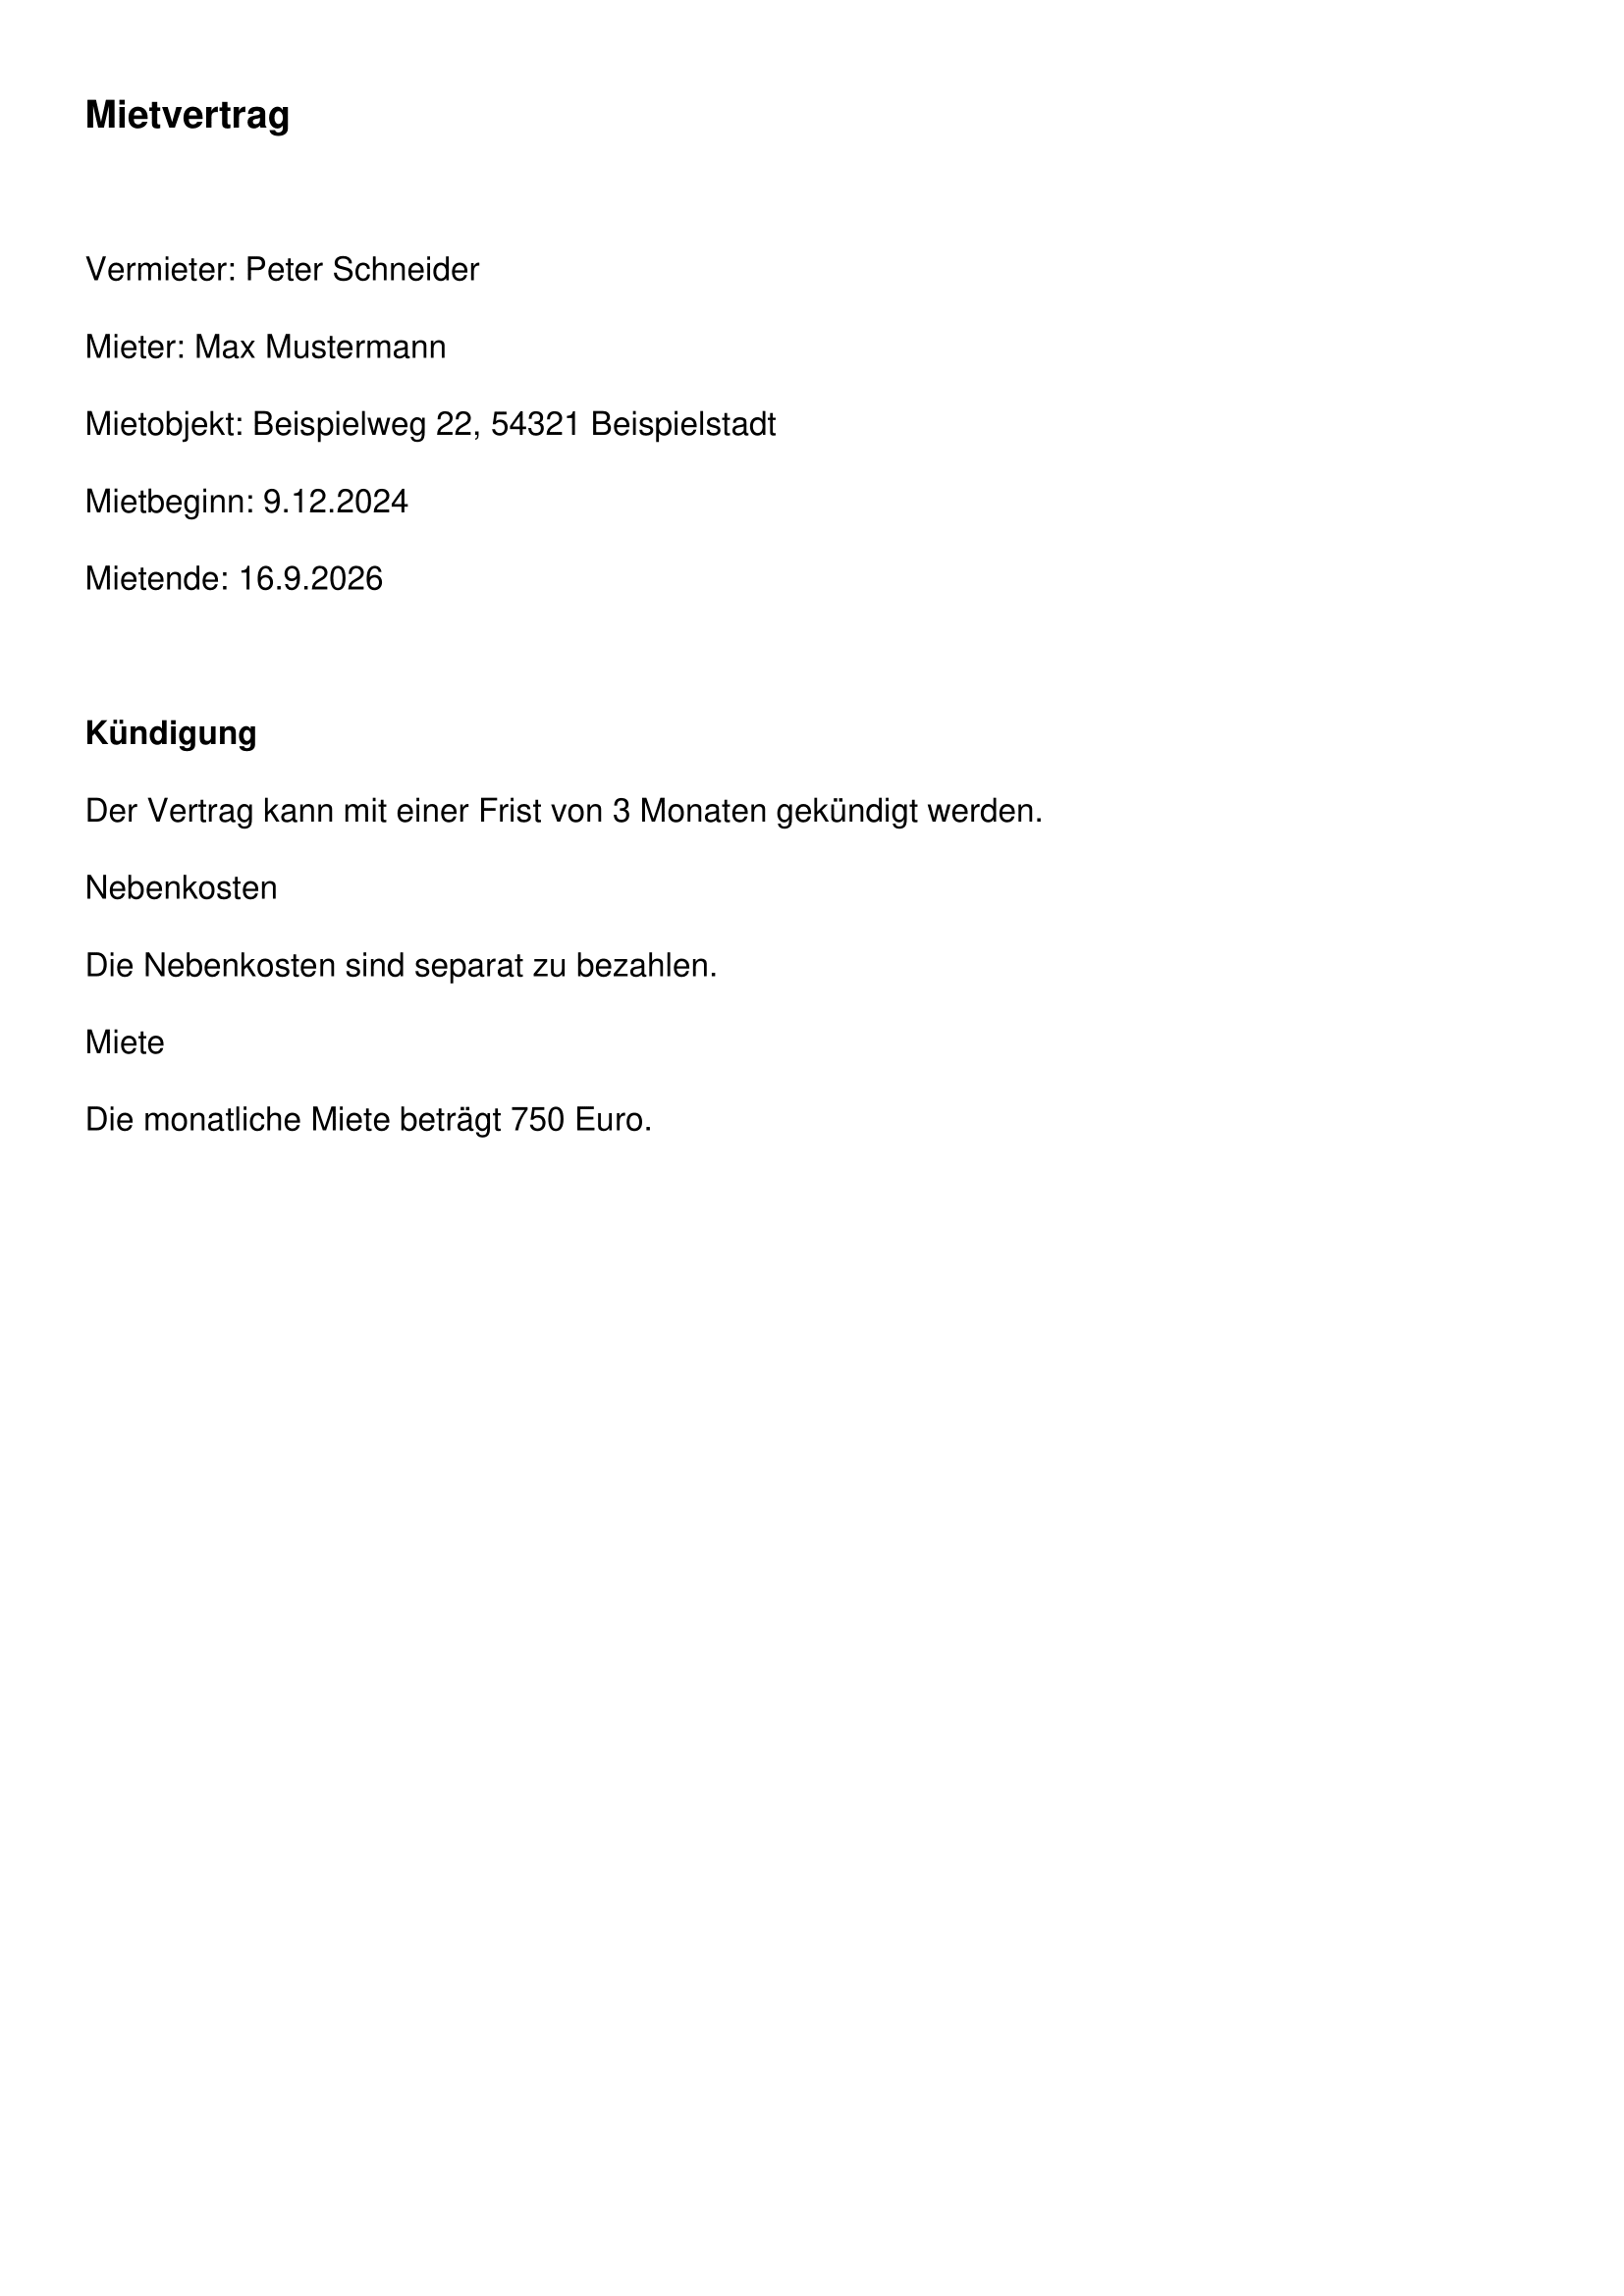 Mietvertrag
Vermieter: Peter Schneider
Mieter: Max Mustermann
Mietobjekt: Beispielweg 22, 54321 Beispielstadt
Mietbeginn: 9.12.2024
Mietende: 16.9.2026
Kündigung
Der Vertrag kann mit einer Frist von 3 Monaten gekündigt werden.
Nebenkosten
Die Nebenkosten sind separat zu bezahlen.
Miete
Die monatliche Miete beträgt 750 Euro.